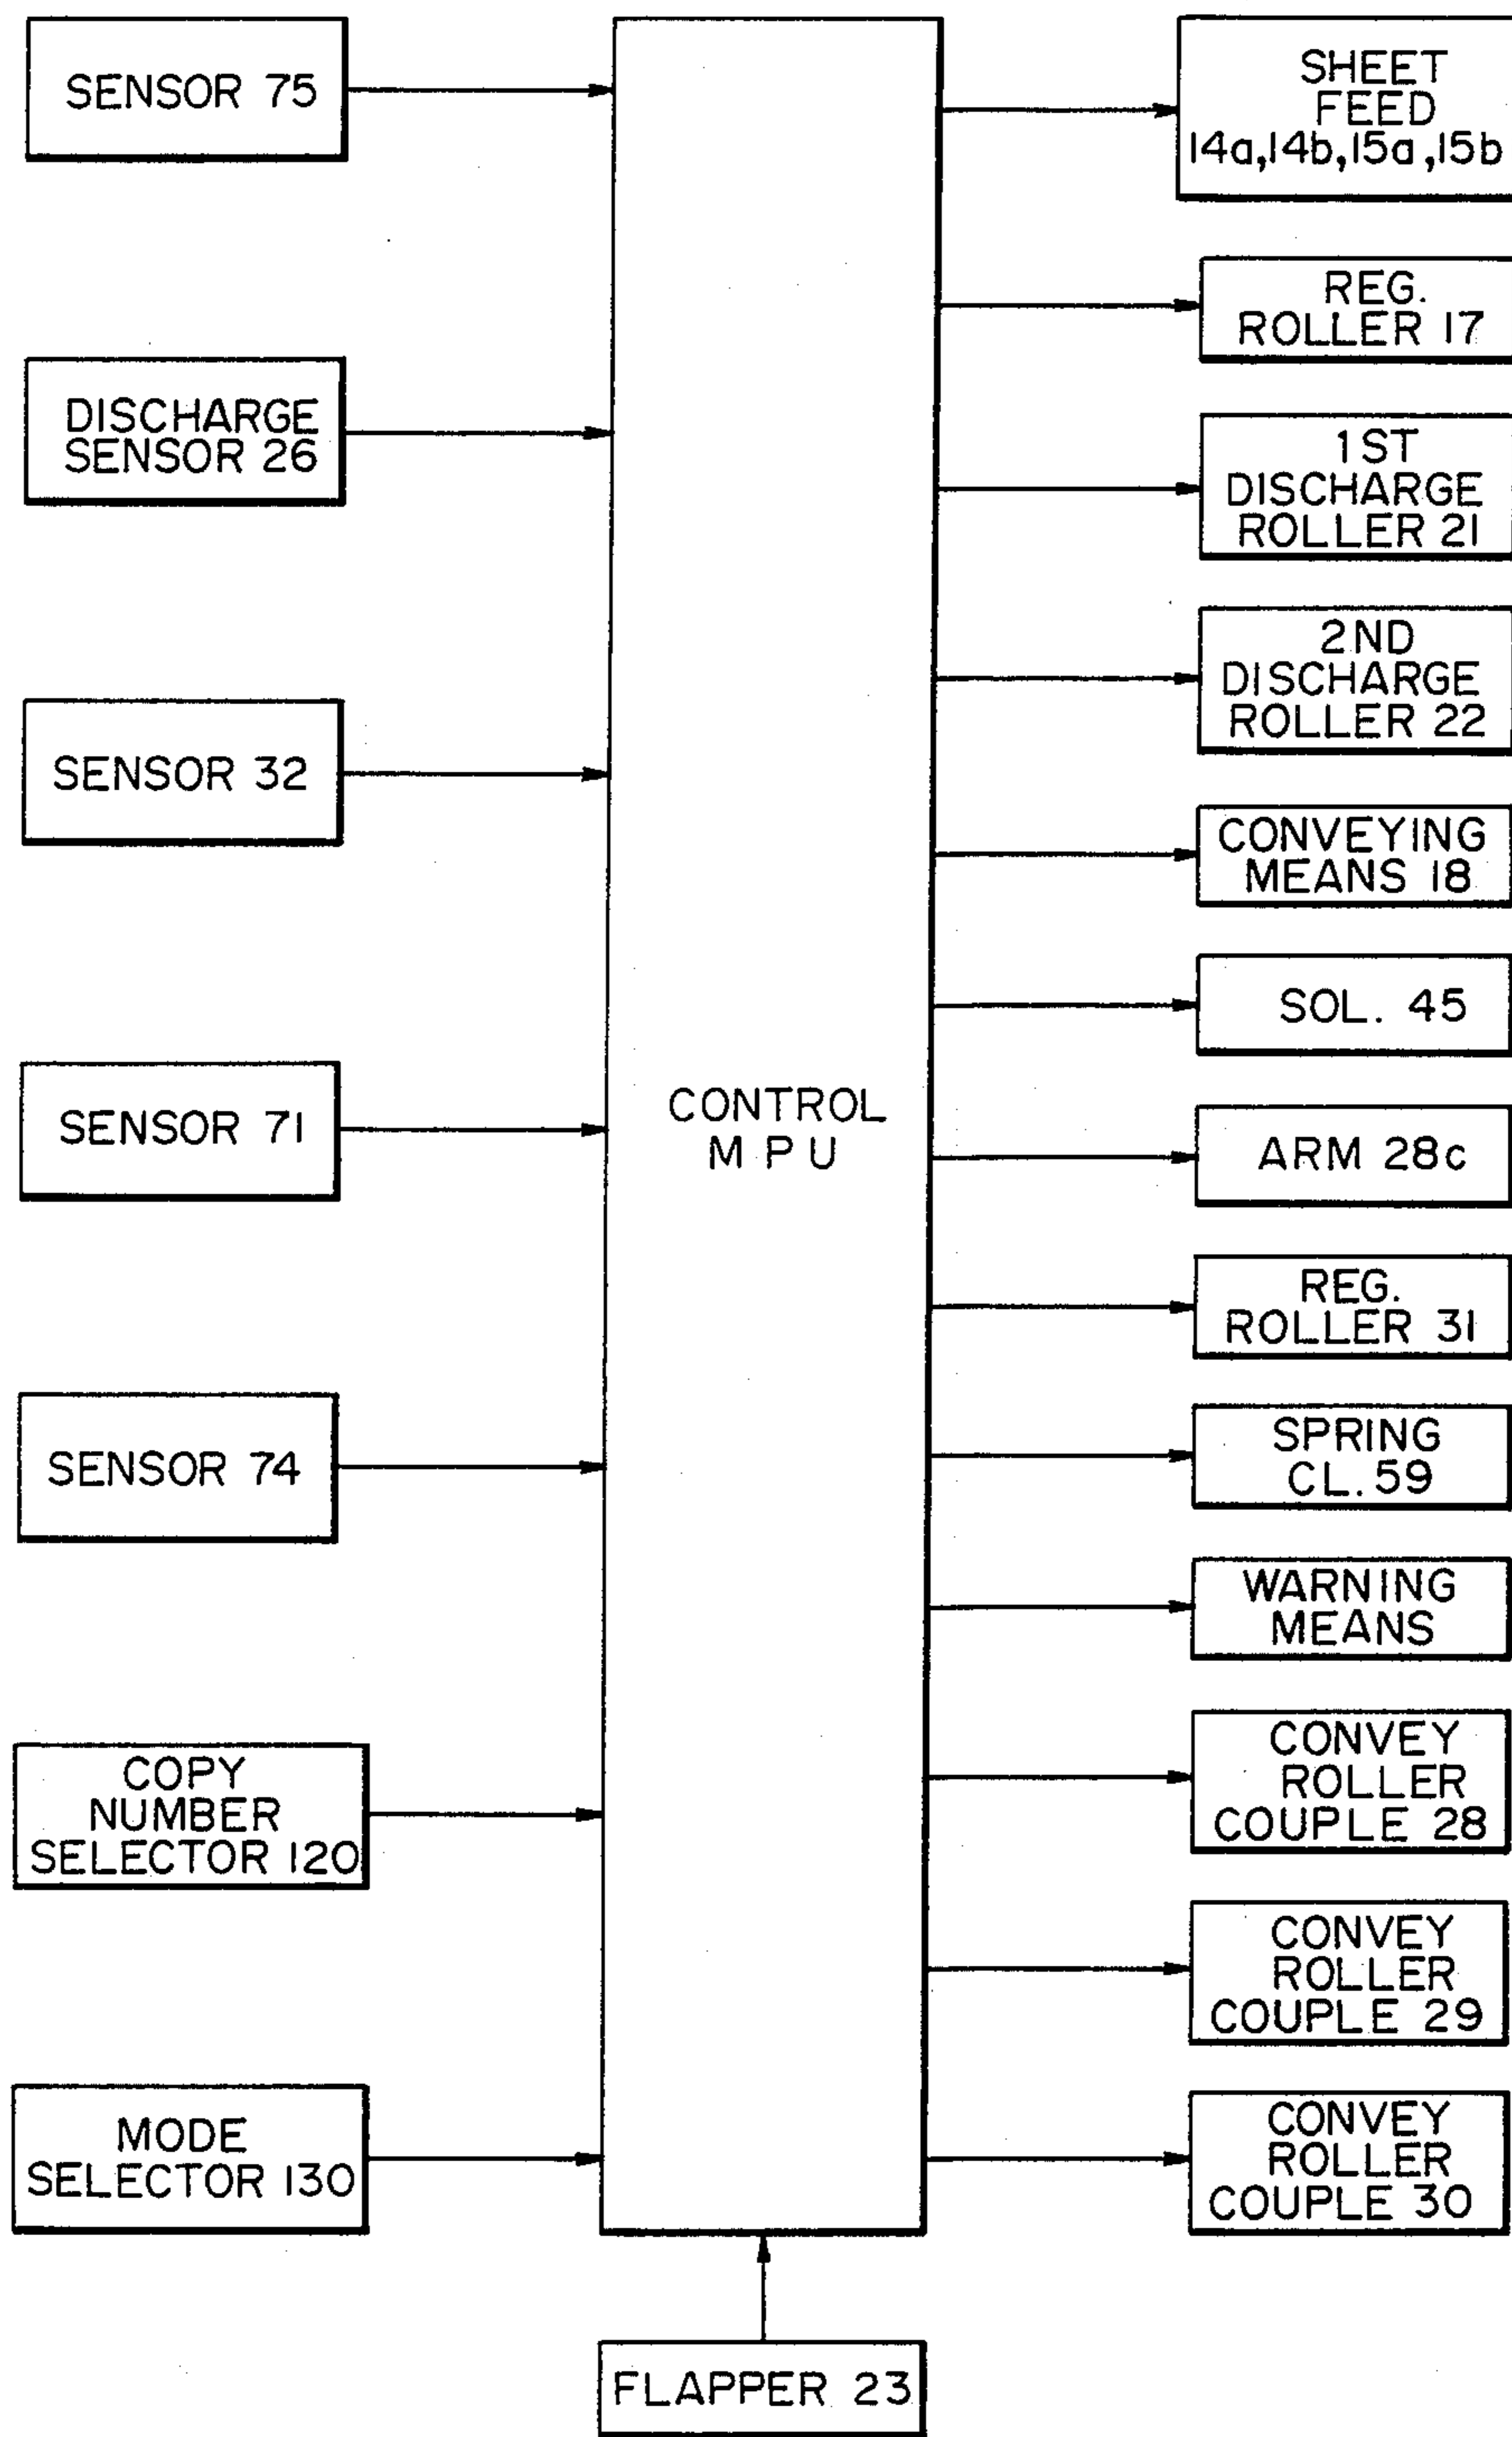 SENSOR 75
DISCHARGE
SENSOR 26
SENSOR 32
SENSOR 71
SENSOR 74
COPY
NUMBER
SELECTOR 120
MODE
SELECTOR 130
CONTROL
MPU
FLAPPER 23
SHEET
FEED
14a,14b,15a,15b
REG.
ROLLER 17
1ST
DISCHARGE
ROLLER 21
2ND
DISCHARGE
ROLLER 22
CONVEYING
MEANS 18
SOL. 45
ARM 28c
REG.
ROLLER 31
SPRING
CL. 59
WARNING
MEANS
CONVEY
ROLLER
COUPLE 28
CONVEY
ROLLER
COUPLE 29
CONVEY
ROLLER
COUPLE 30